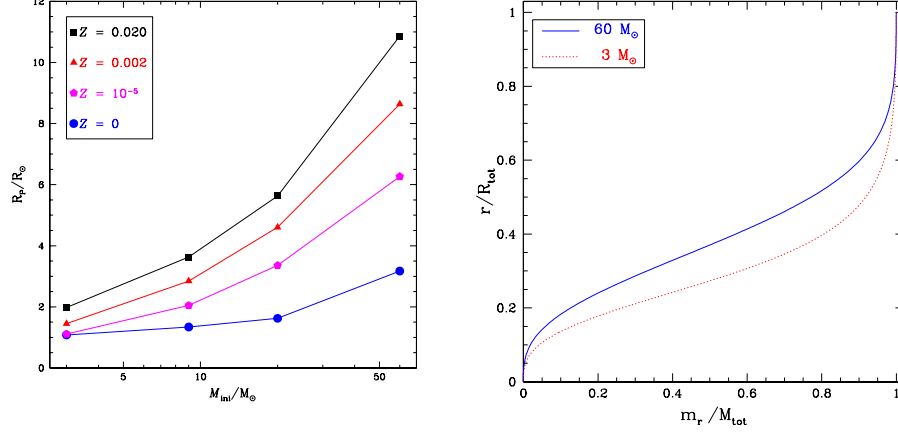 12
10
8
6
4
2
0
R_P/R_⊙
Z = 0.020
Z = 0.002
Z = 10⁻⁵
Z = 0
5
10
50
M_ini/M_⊙
1
0.8
0.6
0.4
0.2
0
r/R_tot
60 M_⊙
3 M_⊙
0
0.2
0.4
0.6
0.8
1
m_r/M_tot